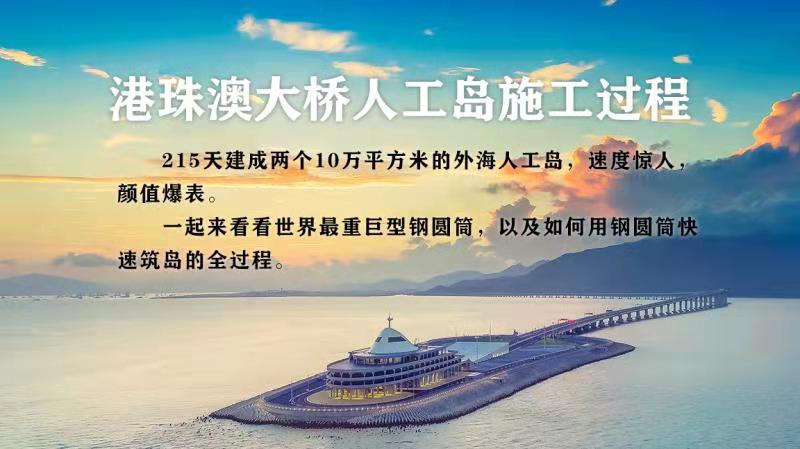 港珠澳大桥人工岛施工过程
215天建成两个10万平方米的外海人工岛，速度惊人，
颜值爆表。
一起来看看世界最重巨型钢圆筒，以及如何用钢圆筒快
速筑岛的全过程。